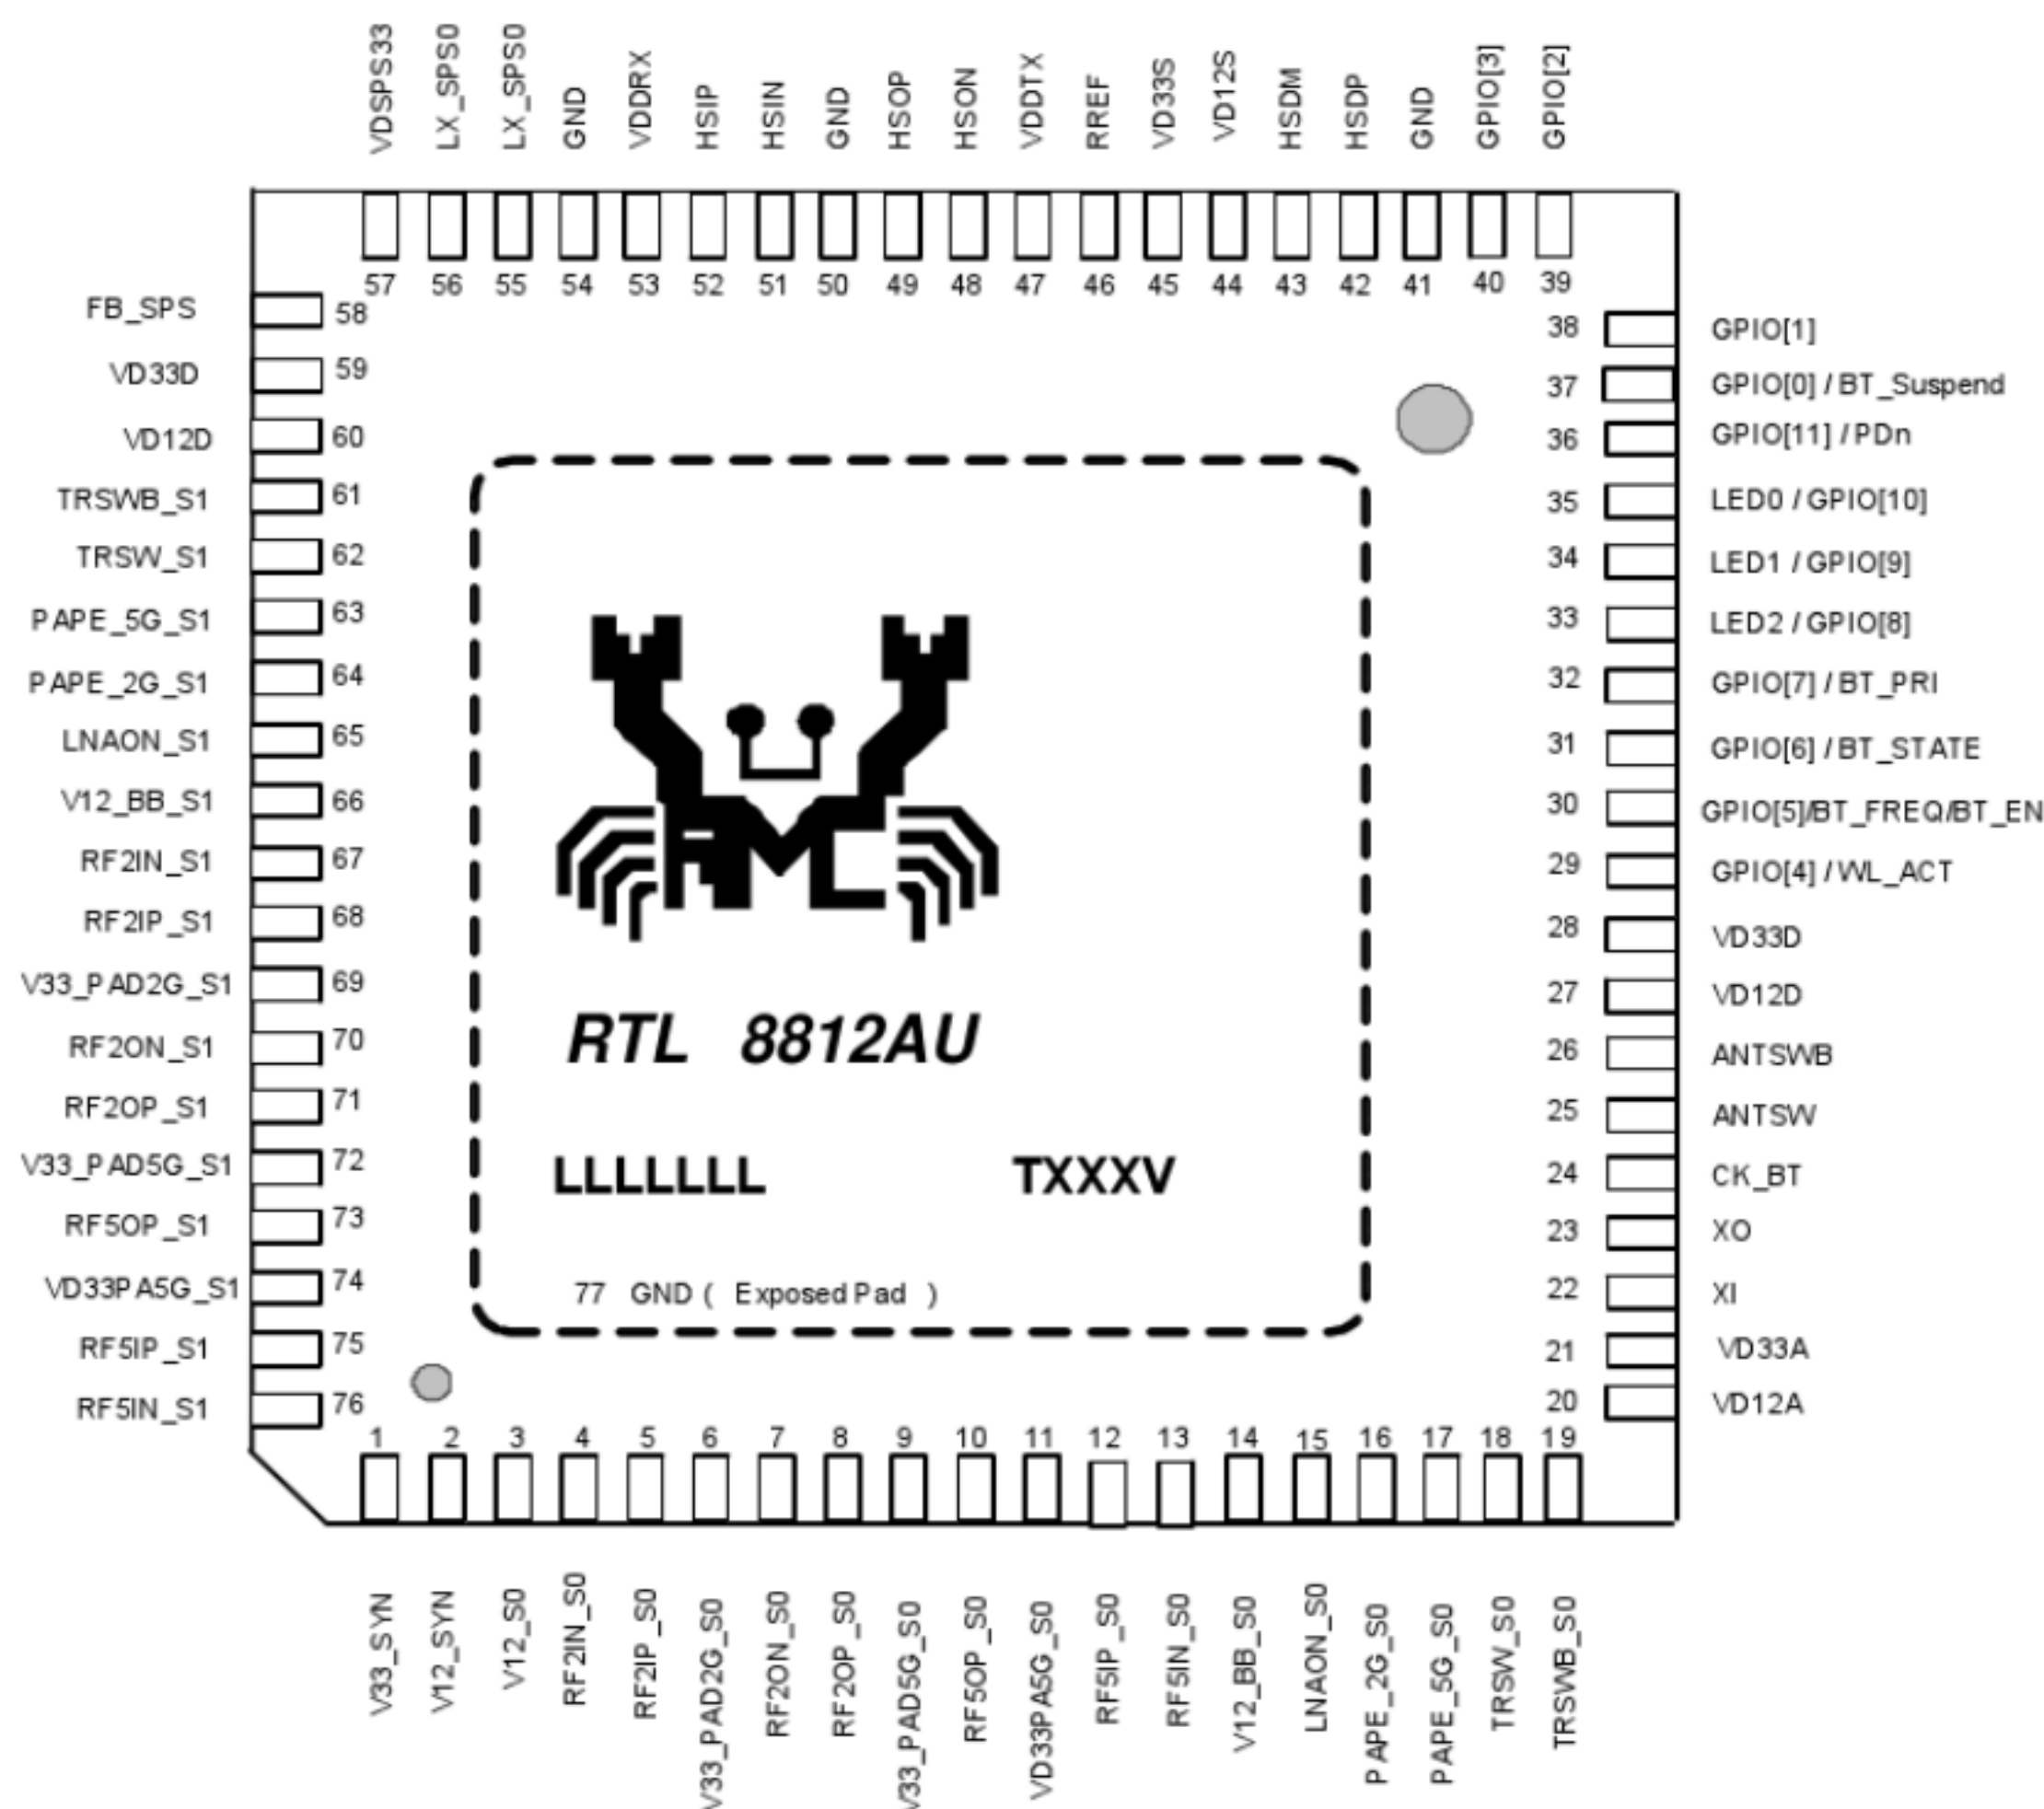 VDSPS33
LX_SPS0
LX_SPS0
GND
VDDRX
HSIP
HSIN
GND
HSOP
HSON
VDDTX
RREF
VD33S
VD12S
HSDM
HSDP
GND
GPIO[3]
GPIO[2]
57 56 55 54 53 52 51 50 49 48 47 46 45 44 43 42 41 40 39
FB_SPS 58
VD33D 59
VD12D 60
TRSWB_S1 61
TRSW_S1 62
PAPE_5G_S1 63
PAPE_2G_S1 64
LNAON_S1 65
V12_BB_S1 66
RF2IN_S1 67
RF2IP_S1 68
V33_PAD2G_S1 69
RF2ON_S1 70
RF2OP_S1 71
V33_PAD5G_S1 72
RF5OP_S1 73
VD33PA5G_S1 74
RF5IP_S1 75
RF5IN_S1 76
RTL 8812AU
LLLLLLL TXXXV
77 GND ( Exposed Pad )
38 GPIO[1]
37 GPIO[0] / BT_Suspend
36 GPIO[11] / PDn
35 LED0 / GPIO[10]
34 LED1 / GPIO[9]
33 LED2 / GPIO[8]
32 GPIO[7] / BT_PRI
31 GPIO[6] / BT_STATE
30 GPIO[5]/BT_FREQ/BT_EN
29 GPIO[4] / WL_ACT
28 VD33D
27 VD12D
26 ANTSWB
25 ANTSW
24 CK_BT
23 XO
22 XI
21 VD33A
20 VD12A
1 2 3 4 5 6 7 8 9 10 11 12 13 14 15 16 17 18 19
V33_SYN
V12_SYN
V12_S0
RF2IN_S0
RF2IP_S0
V33_PAD2G_S0
RF2ON_S0
RF2OP_S0
V33_PAD5G_S0
RF5OP_S0
VD33PA5G_S0
RF5IP_S0
RF5IN_S0
V12_BB_S0
LNAON_S0
PAPE_2G_S0
PAPE_5G_S0
TRSW_S0
TRSWB_S0